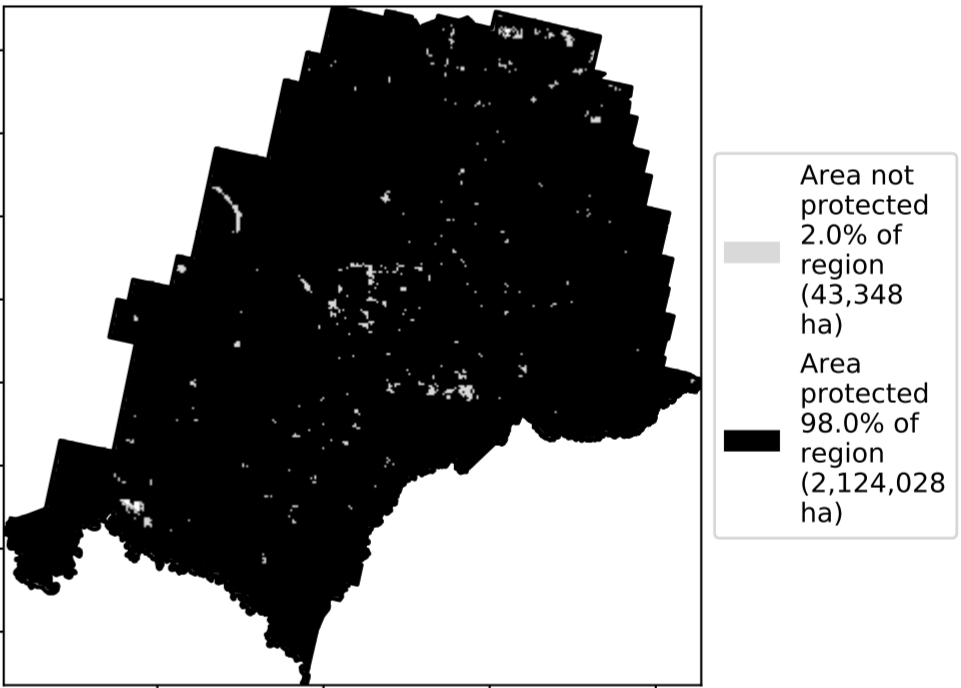 Area not
protected
2.0% of
region
(43,348
ha)
Area
protected
98.0% of
region
(2,124,028
ha)